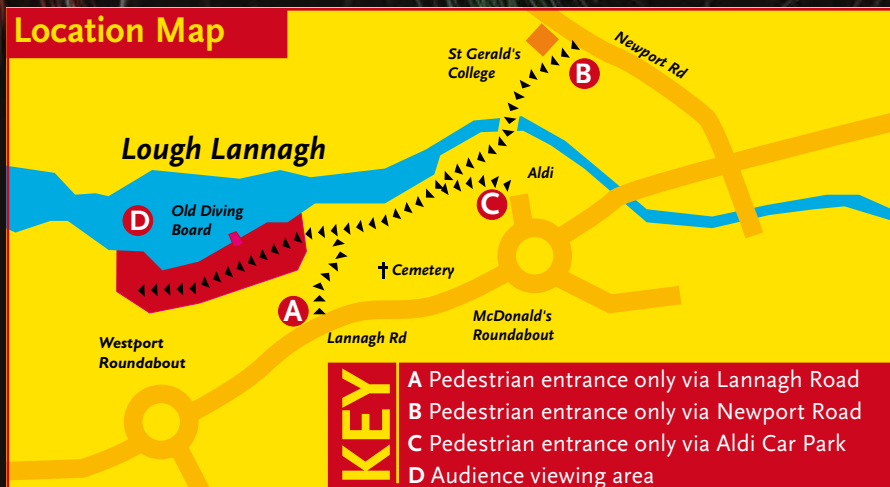 Location Map
St Gerald's
College
Newport Rd
B
Lough Lannagh
Aldi
C
D
Old Diving
Board
Cemetery
A
Lannagh Rd
McDonald's
Roundabout
Westport
Roundabout
KEY
A Pedestrian entrance only via Lannagh Road
B Pedestrian entrance only via Newport Road
C Pedestrian entrance only via Aldi Car Park
D Audience viewing area